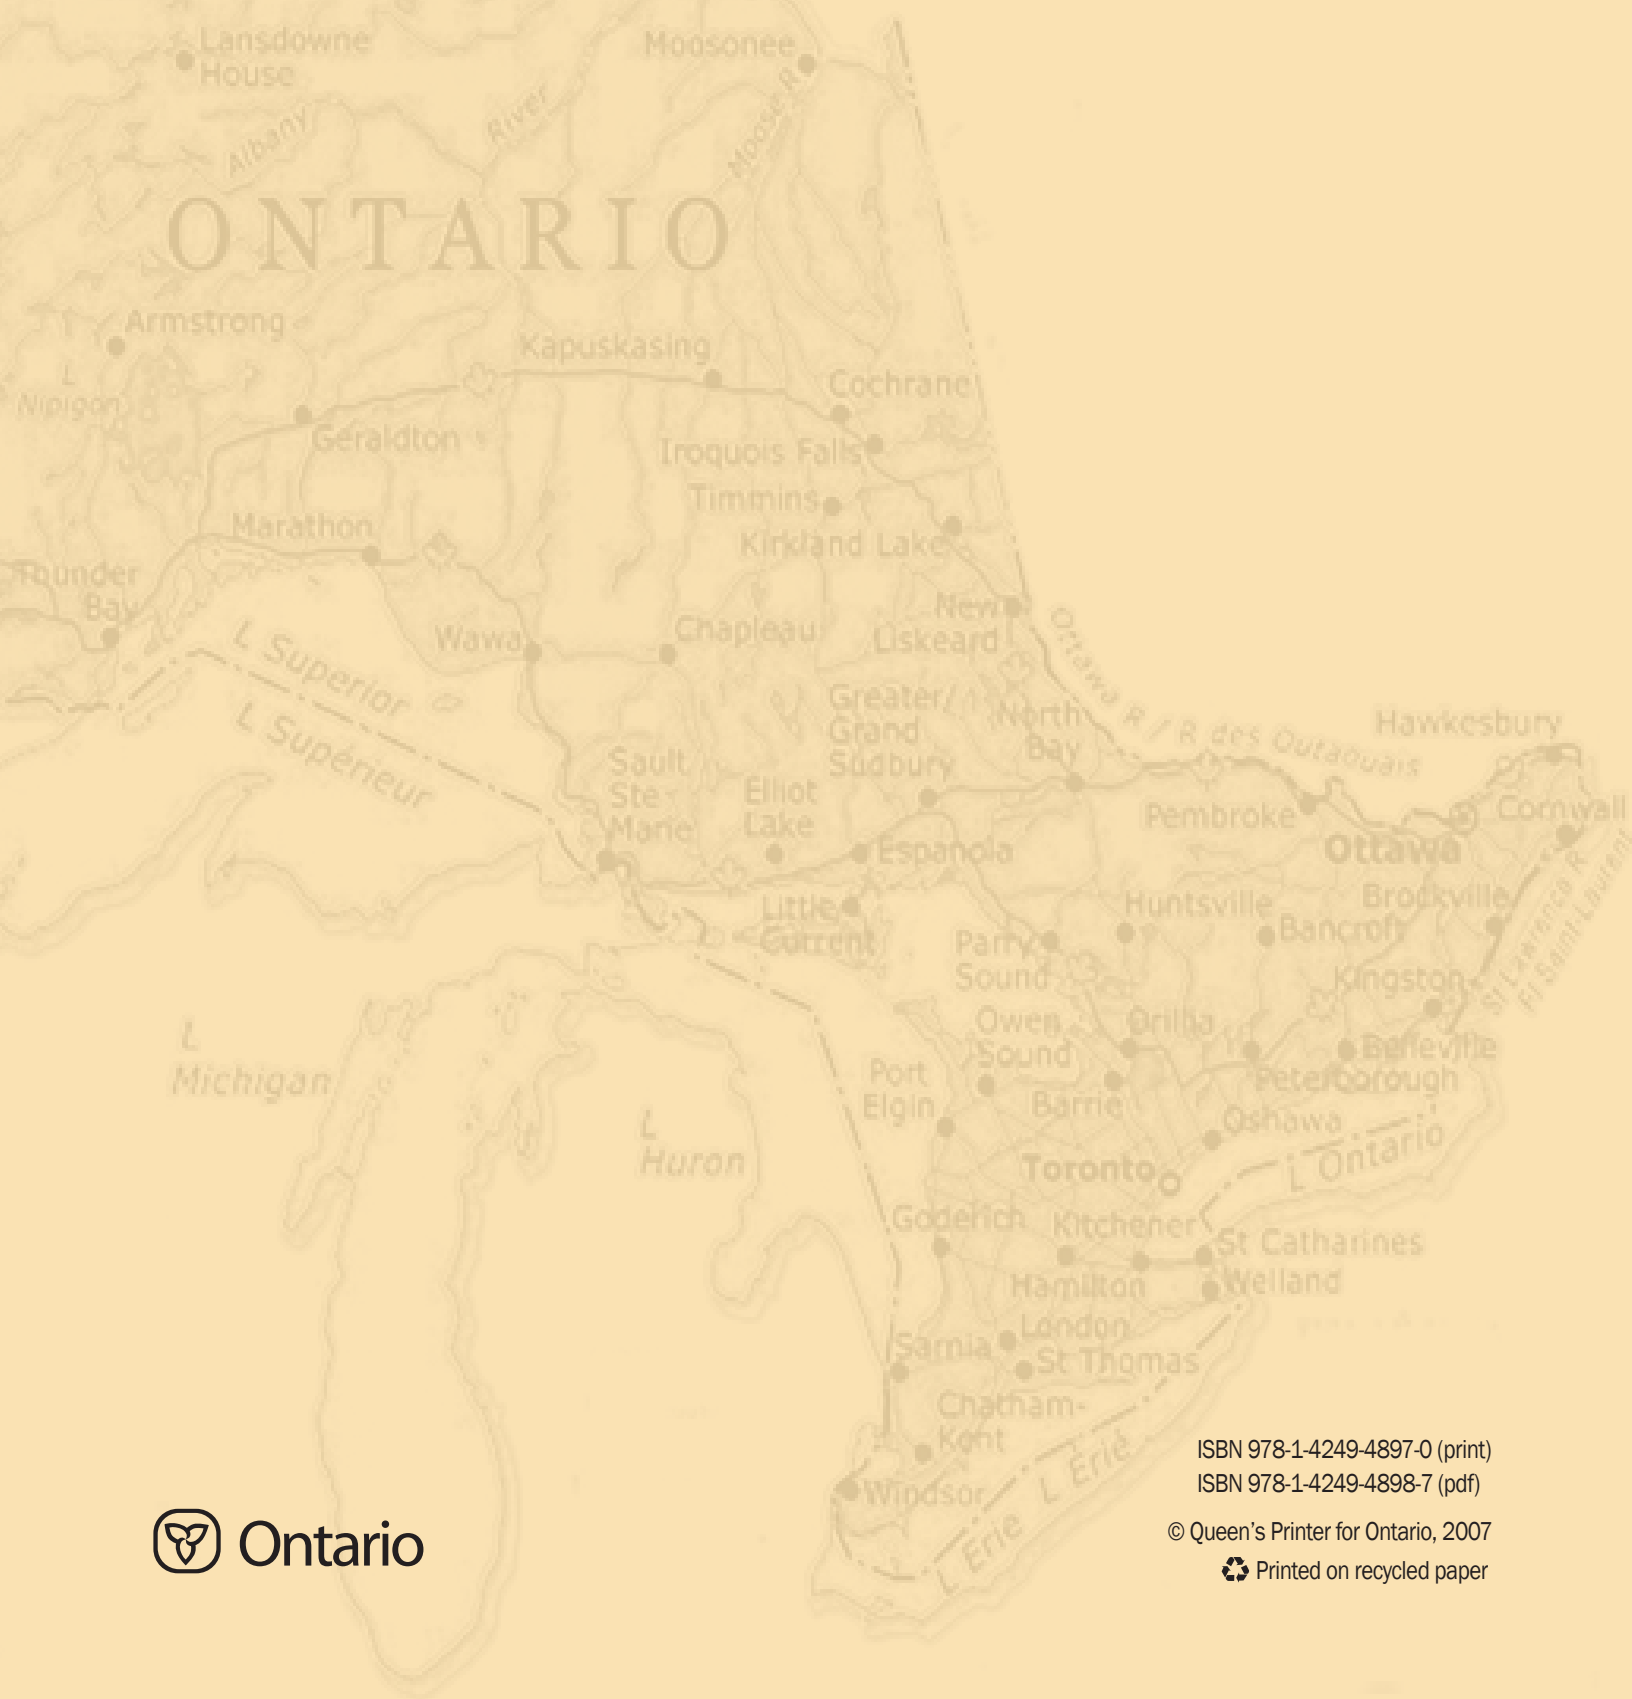 Lansdowne
House
Moosonee
Albany
River
Moose R
ONTARIO
Armstrong
L
Nipigon
Kapuskasing
Cochrane
Geraldton
Iroquois Falls
Timmins
Marathon
Kirkland Lake
Thunder
Bay
New
Liskeard
Wawa
Chapleau
L Superior
L Supérieur
Ottawa R / R des Outaouais
Greater/
Grand
Sudbury
North
Bay
Hawkesbury
Sault
Ste
Marie
Elliot
Lake
Pembroke
Cornwall
Ottawa
Espanola
Little
Current
Huntsville
Brockville
Bancroft
Parry
Sound
Kingston
St Lawrence R
Fl Saint-Laurent
L
Michigan
Owen
Sound
Orillia
Belleville
Peterborough
Port
Elgin
Barrie
Oshawa
L
Huron
Toronto
L Ontario
Goderich
Kitchener
St Catharines
Hamilton
Welland
London
Sarnia
St Thomas
Chatham-
Kent
Windsor
L Erie
L Érié
ISBN 978-1-4249-4897-0 (print)
ISBN 978-1-4249-4898-7 (pdf)
© Queen's Printer for Ontario, 2007
Printed on recycled paper
Ontario